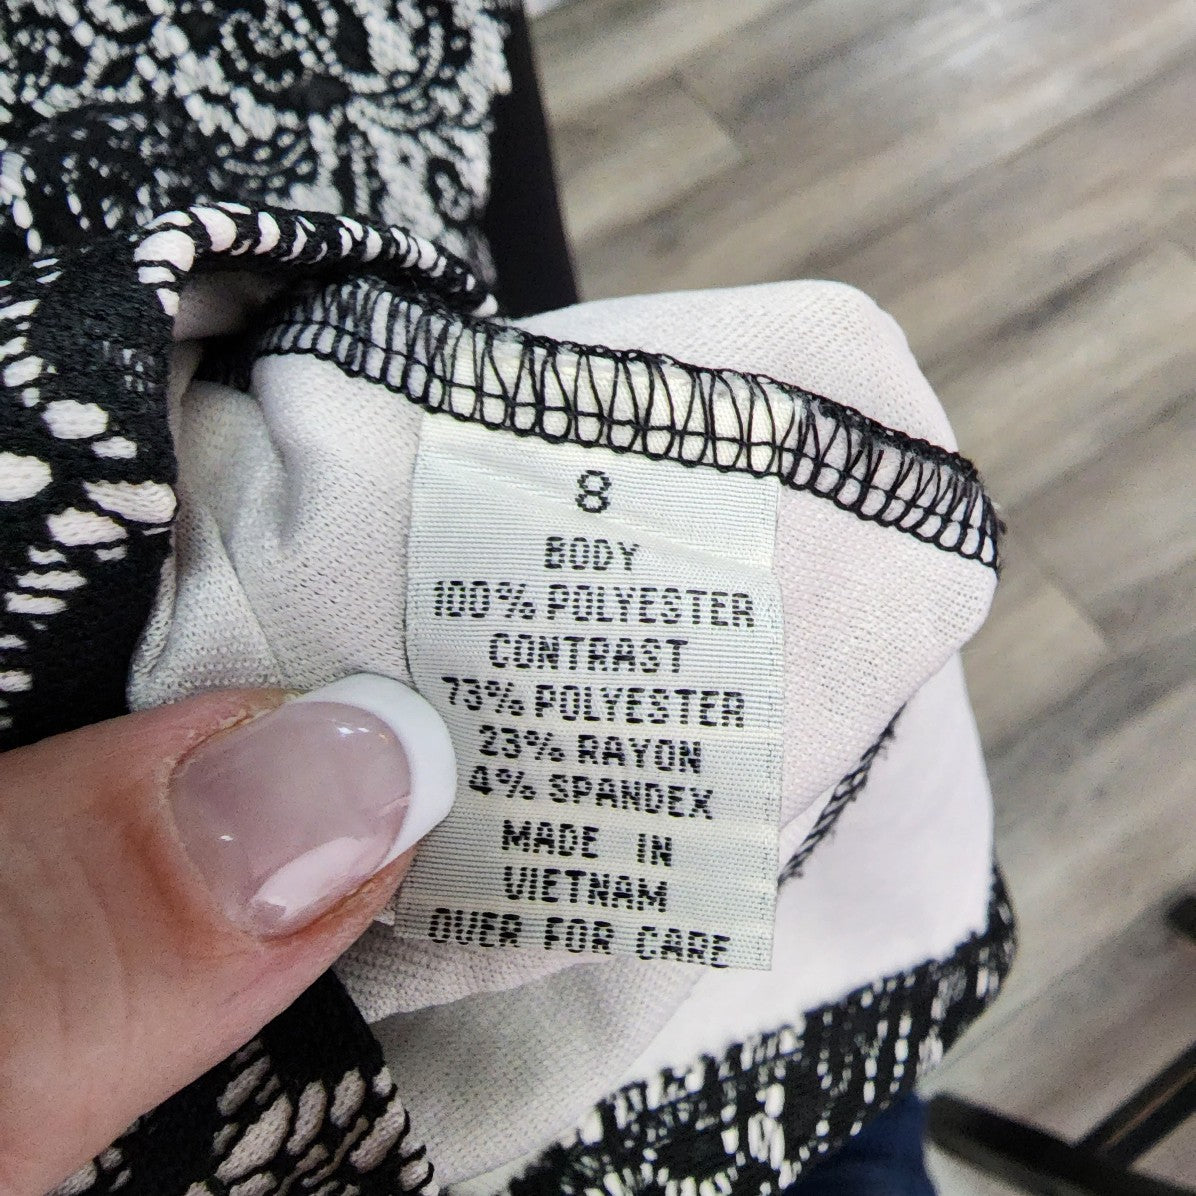 8
BODY
100% POLYESTER
CONTRAST
73% POLYESTER
23% RAYON
4% SPANDEX
MADE IN
VIETNAM
OVER FOR CARE